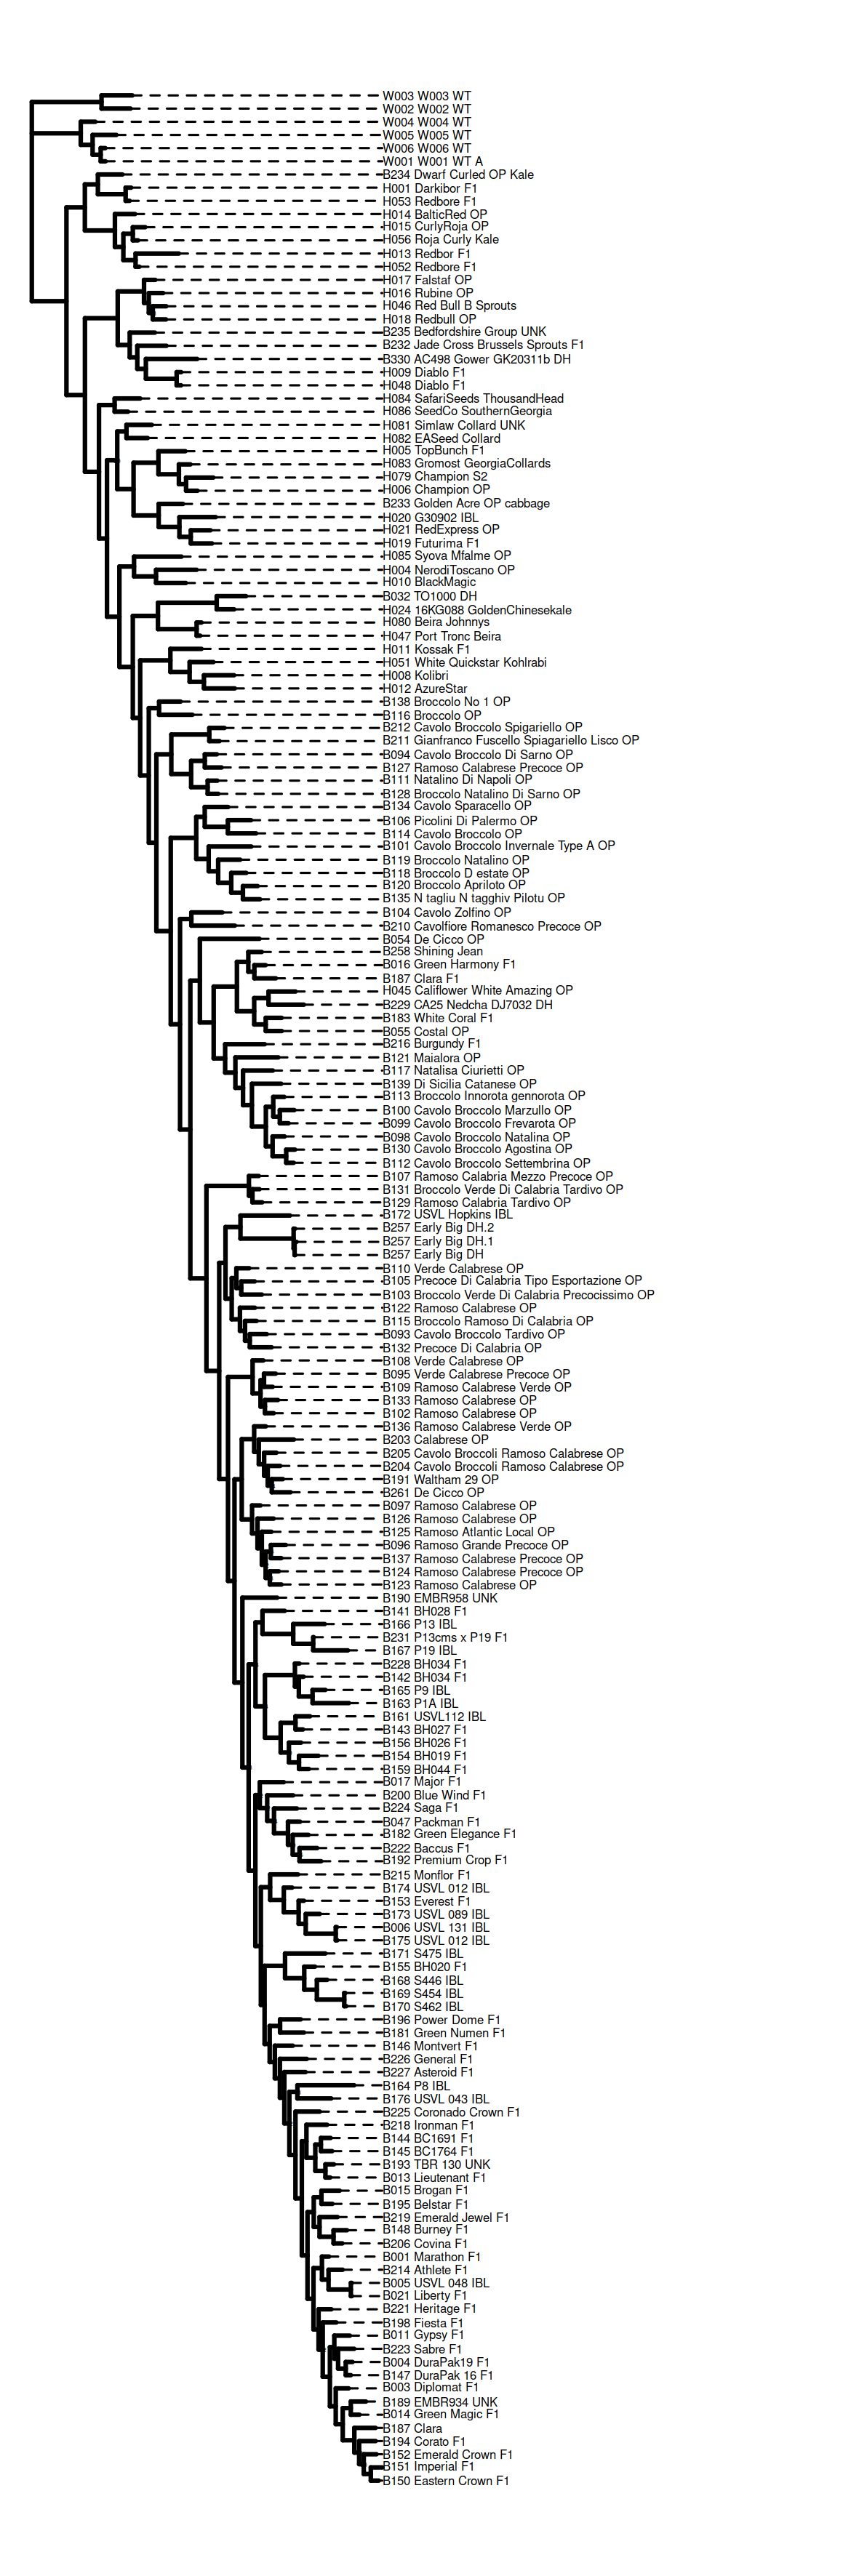 W003 W003 WT
W002 W002 WT
W004 W004 WT
W005 W005 WT
W006 W006 WT
W001 W001 WT A
B234 Dwarf Curled OP Kale
H001 Darkibor F1
H053 Redbore F1
H014 BalticRed OP
H015 CurlyRoja OP
H056 Roja Curly Kale
H013 Redbor F1
H052 Redbore F1
H017 Falstaf OP
H016 Rubine OP
H046 Red Bull B Sprouts
H018 Redbull OP
B235 Bedfordshire Group UNK
B232 Jade Cross Brussels Sprouts F1
B330 AC498 Gower GK20311b DH
H009 Diablo F1
H048 Diablo F1
H084 SafariSeeds ThousandHead
H086 SeedCo SouthernGeorgia
H081 Simlaw Collard UNK
H082 EASeed Collard
H005 TopBunch F1
H083 Gromost GeorgiaCollards
H079 Champion S2
H006 Champion OP
B233 Golden Acre OP cabbage
H020 G30902 IBL
H021 RedExpress OP
H019 Futurima F1
H085 Syova Mfalme OP
H004 NerodiToscano OP
H010 BlackMagic
B032 TO1000 DH
H024 16KG088 GoldenChinesekale
H080 Beira Johnnys
H047 Port Tronc Beira
H011 Kossak F1
H051 White Quickstar Kohlrabi
H008 Kolibri
H012 AzureStar
B138 Broccolo No 1 OP
B116 Broccolo OP
B212 Cavolo Broccolo Spigariello OP
B211 Gianfranco Fuscello Spiagariello Lisco OP
B094 Cavolo Broccolo Di Sarno OP
B127 Ramoso Calabrese Precoce OP
B111 Natalino Di Napoli OP
B128 Broccolo Natalino Di Sarno OP
B134 Cavolo Sparacello OP
B106 Picolini Di Palermo OP
B114 Cavolo Broccolo OP
B101 Cavolo Broccolo Invernale Type A OP
B119 Broccolo Natalino OP
B118 Broccolo D estate OP
B120 Broccolo Apriloto OP
B135 N tagliu N tagghiv Pilotu OP
B104 Cavolo Zolfino OP
B210 Cavolfiore Romanesco Precoce OP
B054 De Cicco OP
B258 Shining Jean
B016 Green Harmony F1
B187 Clara F1
H045 Califlower White Amazing OP
B229 CA25 Nedcha DJ7032 DH
B183 White Coral F1
B055 Costal OP
B216 Burgundy F1
B121 Maialora OP
B117 Natalisa Ciurietti OP
B139 Di Sicilia Catanese OP
B113 Broccolo Innorota gennorota OP
B100 Cavolo Broccolo Marzullo OP
B099 Cavolo Broccolo Frevarota OP
B098 Cavolo Broccolo Natalina OP
B130 Cavolo Broccolo Agostina OP
B112 Cavolo Broccolo Settembrina OP
B107 Ramoso Calabria Mezzo Precoce OP
B131 Broccolo Verde Di Calabria Tardivo OP
B129 Ramoso Calabria Tardivo OP
B172 USVL Hopkins IBL
B257 Early Big DH.2
B257 Early Big DH.1
B257 Early Big DH
B110 Verde Calabrese OP
B105 Precoce Di Calabria Tipo Esportazione OP
B103 Broccolo Verde Di Calabria Precocissimo OP
B122 Ramoso Calabrese OP
B115 Broccolo Ramoso Di Calabria OP
B093 Cavolo Broccolo Tardivo OP
B132 Precoce Di Calabria OP
B108 Verde Calabrese OP
B095 Verde Calabrese Precoce OP
B109 Ramoso Calabrese Verde OP
B133 Ramoso Calabrese OP
B102 Ramoso Calabrese OP
B136 Ramoso Calabrese Verde OP
B203 Calabrese OP
B205 Cavolo Broccoli Ramoso Calabrese OP
B204 Cavolo Broccoli Ramoso Calabrese OP
B191 Waltham 29 OP
B261 De Cicco OP
B097 Ramoso Calabrese OP
B126 Ramoso Calabrese OP
B125 Ramoso Atlantic Local OP
B096 Ramoso Grande Precoce OP
B137 Ramoso Calabrese Precoce OP
B124 Ramoso Calabrese Precoce OP
B123 Ramoso Calabrese OP
B190 EMBR958 UNK
B141 BH028 F1
B166 P13 IBL
B231 P13cms x P19 F1
B167 P19 IBL
B228 BH034 F1
B142 BH034 F1
B165 P9 IBL
B163 P1A IBL
B161 USVL112 IBL
B143 BH027 F1
B156 BH026 F1
B154 BH019 F1
B159 BH044 F1
B017 Major F1
B200 Blue Wind F1
B224 Saga F1
B047 Packman F1
B182 Green Elegance F1
B222 Baccus F1
B192 Premium Crop F1
B215 Monflor F1
B174 USVL 012 IBL
B153 Everest F1
B173 USVL 089 IBL
B006 USVL 131 IBL
B175 USVL 012 IBL
B171 S475 IBL
B155 BH020 F1
B168 S446 IBL
B169 S454 IBL
B170 S462 IBL
B196 Power Dome F1
B181 Green Numen F1
B146 Montvert F1
B226 General F1
B227 Asteroid F1
B164 P8 IBL
B176 USVL 043 IBL
B225 Coronado Crown F1
B218 Ironman F1
B144 BC1691 F1
B145 BC1764 F1
B193 TBR 130 UNK
B013 Lieutenant F1
B015 Brogan F1
B195 Belstar F1
B219 Emerald Jewel F1
B148 Burney F1
B206 Covina F1
B001 Marathon F1
B214 Athlete F1
B005 USVL 048 IBL
B021 Liberty F1
B221 Heritage F1
B198 Fiesta F1
B011 Gypsy F1
B223 Sabre F1
B004 DuraPak19 F1
B147 DuraPak 16 F1
B003 Diplomat F1
B189 EMBR934 UNK
B014 Green Magic F1
B187 Clara
B194 Corato F1
B152 Emerald Crown F1
B151 Imperial F1
B150 Eastern Crown F1